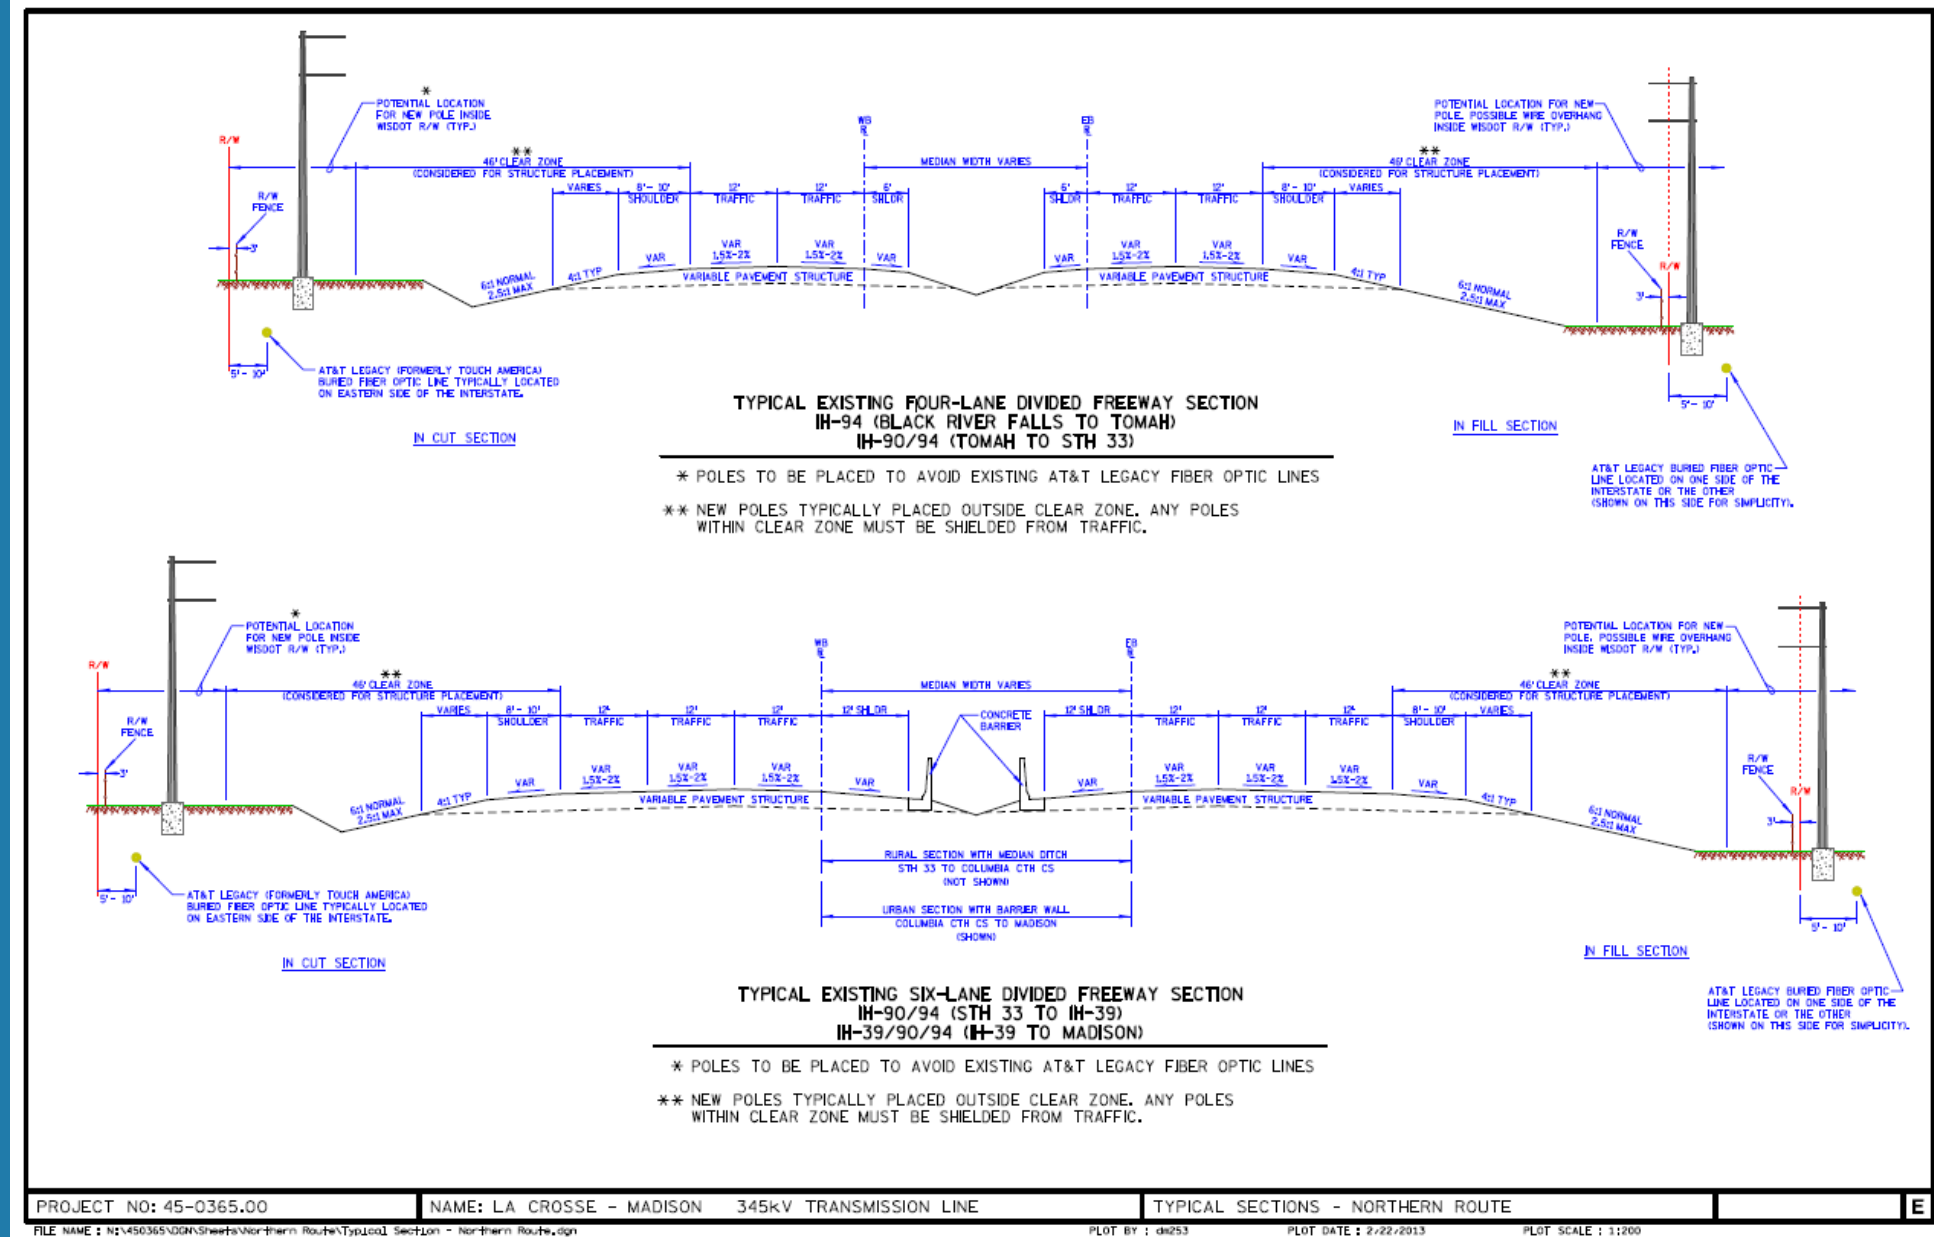 *
POTENTIAL LOCATION
FOR NEW POLE INSIDE
WISDOT R/W (TYP.)
R/W
**
46' CLEAR ZONE
(CONSIDERED FOR STRUCTURE PLACEMENT)
VARIES
8'- 10'
SHOULDER
12'
TRAFFIC
12'
TRAFFIC
6'
SHLDR
WB
MEDIAN WIDTH VARIES
EB
6'
SHLDR
12'
TRAFFIC
12'
TRAFFIC
8'- 10'
SHOULDER
VARIES
**
46' CLEAR ZONE
(CONSIDERED FOR STRUCTURE PLACEMENT)
POTENTIAL LOCATION FOR NEW
POLE. POSSIBLE WIRE OVERHANG
INSIDE WISDOT R/W (TYP.)
R/W
FENCE
3'
6:1 NORMAL
2.5:1 MAX
4:1 TYP
VAR
VAR
1.5%-2%
VAR
1.5%-2%
VAR
VARIABLE PAVEMENT STRUCTURE
VAR
VAR
1.5%-2%
VAR
1.5%-2%
VAR
VARIABLE PAVEMENT STRUCTURE
4:1 TYP
6:1 NORMAL
2.5:1 MAX
R/W
FENCE
R/W
3'
5'- 10'
AT&T LEGACY (FORMERLY TOUCH AMERICA)
BURIED FIBER OPTIC LINE TYPICALLY LOCATED
ON EASTERN SIDE OF THE INTERSTATE.
5'- 10'
IN CUT SECTION
TYPICAL EXISTING FOUR-LANE DIVIDED FREEWAY SECTION
IH-94 (BLACK RIVER FALLS TO TOMAH)
IH-90/94 (TOMAH TO STH 33)
IN FILL SECTION
AT&T LEGACY BURIED FIBER OPTIC
LINE LOCATED ON ONE SIDE OF THE
INTERSTATE OR THE OTHER
(SHOWN ON THIS SIDE FOR SIMPLICITY).
* POLES TO BE PLACED TO AVOID EXISTING AT&T LEGACY FIBER OPTIC LINES
** NEW POLES TYPICALLY PLACED OUTSIDE CLEAR ZONE. ANY POLES
WITHIN CLEAR ZONE MUST BE SHIELDED FROM TRAFFIC.
*
POTENTIAL LOCATION
FOR NEW POLE INSIDE
WISDOT R/W (TYP.)
R/W
**
46' CLEAR ZONE
(CONSIDERED FOR STRUCTURE PLACEMENT)
VARIES
8'- 10'
SHOULDER
12'
TRAFFIC
12'
TRAFFIC
12'
TRAFFIC
12' SHLDR
WB
MEDIAN WIDTH VARIES
EB
CONCRETE
BARRIER
12' SHLDR
12'
TRAFFIC
12'
TRAFFIC
12'
TRAFFIC
8'- 10'
SHOULDER
VARIES
**
46' CLEAR ZONE
(CONSIDERED FOR STRUCTURE PLACEMENT)
POTENTIAL LOCATION FOR NEW
POLE. POSSIBLE WIRE OVERHANG
INSIDE WISDOT R/W (TYP.)
R/W
FENCE
3'
6:1 NORMAL
2.5:1 MAX
4:1 TYP
VAR
VAR
1.5%-2%
VAR
1.5%-2%
VAR
1.5%-2%
VAR
VARIABLE PAVEMENT STRUCTURE
VAR
VAR
1.5%-2%
VAR
1.5%-2%
VAR
1.5%-2%
VAR
VARIABLE PAVEMENT STRUCTURE
4:1 TYP
6:1 NORMAL
2.5:1 MAX
R/W
FENCE
R/W
3'
RURAL SECTION WITH MEDIAN DITCH
STH 33 TO COLUMBIA CTH CS
(NOT SHOWN)
URBAN SECTION WITH BARRIER WALL
COLUMBIA CTH CS TO MADISON
(SHOWN)
5'- 10'
AT&T LEGACY (FORMERLY TOUCH AMERICA)
BURIED FIBER OPTIC LINE TYPICALLY LOCATED
ON EASTERN SIDE OF THE INTERSTATE.
5'- 10'
IN CUT SECTION
IN FILL SECTION
AT&T LEGACY BURIED FIBER OPTIC
LINE LOCATED ON ONE SIDE OF THE
INTERSTATE OR THE OTHER
(SHOWN ON THIS SIDE FOR SIMPLICITY).
TYPICAL EXISTING SIX-LANE DIVIDED FREEWAY SECTION
IH-90/94 (STH 33 TO IH-39)
IH-39/90/94 (IH-39 TO MADISON)
* POLES TO BE PLACED TO AVOID EXISTING AT&T LEGACY FIBER OPTIC LINES
** NEW POLES TYPICALLY PLACED OUTSIDE CLEAR ZONE. ANY POLES
WITHIN CLEAR ZONE MUST BE SHIELDED FROM TRAFFIC.
PROJECT NO: 45-0365.00
NAME: LA CROSSE - MADISON 345kV TRANSMISSION LINE
TYPICAL SECTIONS - NORTHERN ROUTE
E
FILE NAME : N:\450365\DGN\Sheets\Northern Route\Typical Section - Northern Route.dgn
PLOT BY : dm253
PLOT DATE : 2/22/2013
PLOT SCALE : 1:200